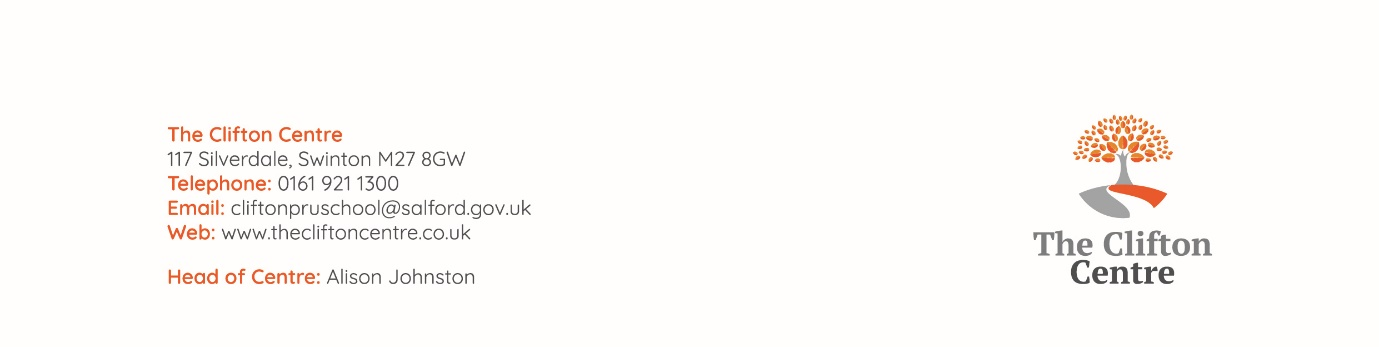 The Clifton Centre
117 Silverdale, Swinton M27 8GW
Telephone: 0161 921 1300
Email: cliftonpruschool@salford.gov.uk
Web: www.thecliftoncentre.co.uk
Head of Centre: Alison Johnston
The Clifton
Centre